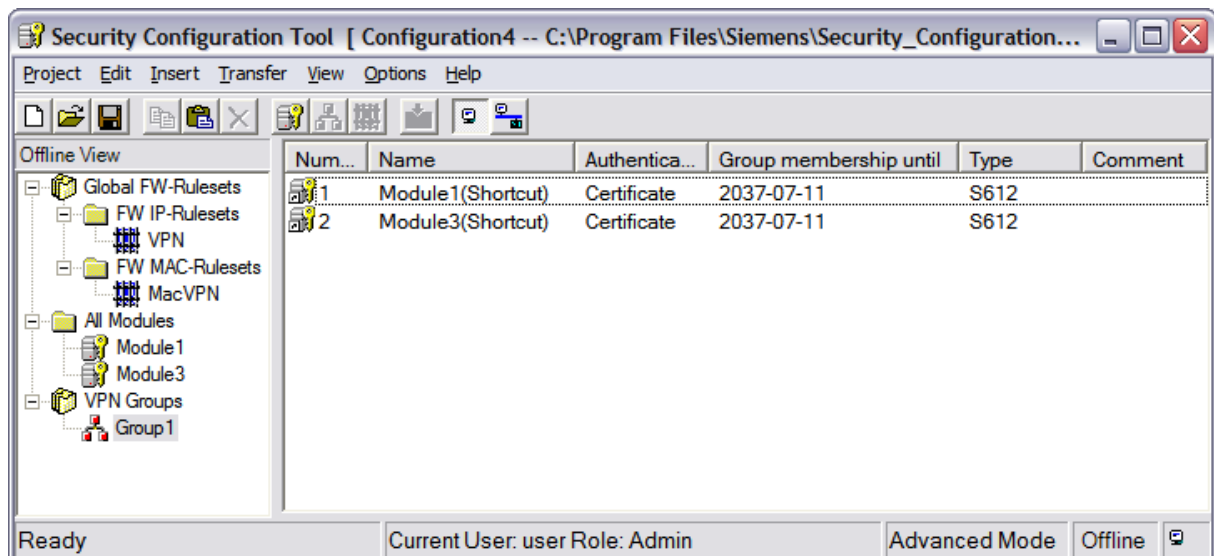 Security Configuration Tool [ Configuration4 -- C:\Program Files\Siemens\Security_Configuration...
Project Edit Insert Transfer View Options Help
Offline View
Global FW-Rulesets
FW IP-Rulesets
VPN
FW MAC-Rulesets
MacVPN
All Modules
Module1
Module3
VPN Groups
Group1
Num... Name Authentica... Group membership until Type Comment
1 Module1(Shortcut) Certificate 2037-07-11 S612
2 Module3(Shortcut) Certificate 2037-07-11 S612
Ready Current User: user Role: Admin Advanced Mode Offline